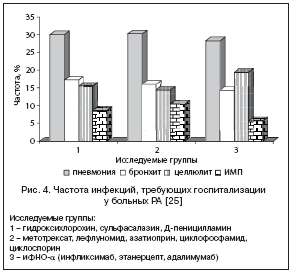 Частота, %
35
30
25
20
15
10
5
0
1 2 3
Исследуемые группы
пневмония бронхит целлюлит ИМП
Рис. 4. Частота инфекций, требующих госпитализации
у больных РА [25]
Исследуемые группы:
1 – гидроксихлорохин, сульфасалазин, Д-пеницилламин
2 – метотрексат, лефлуномид, азатиоприн, циклофосфамид,
циклоспорин
3 – ифНО-α (инфликсимаб, этанерцепт, адалимумаб)